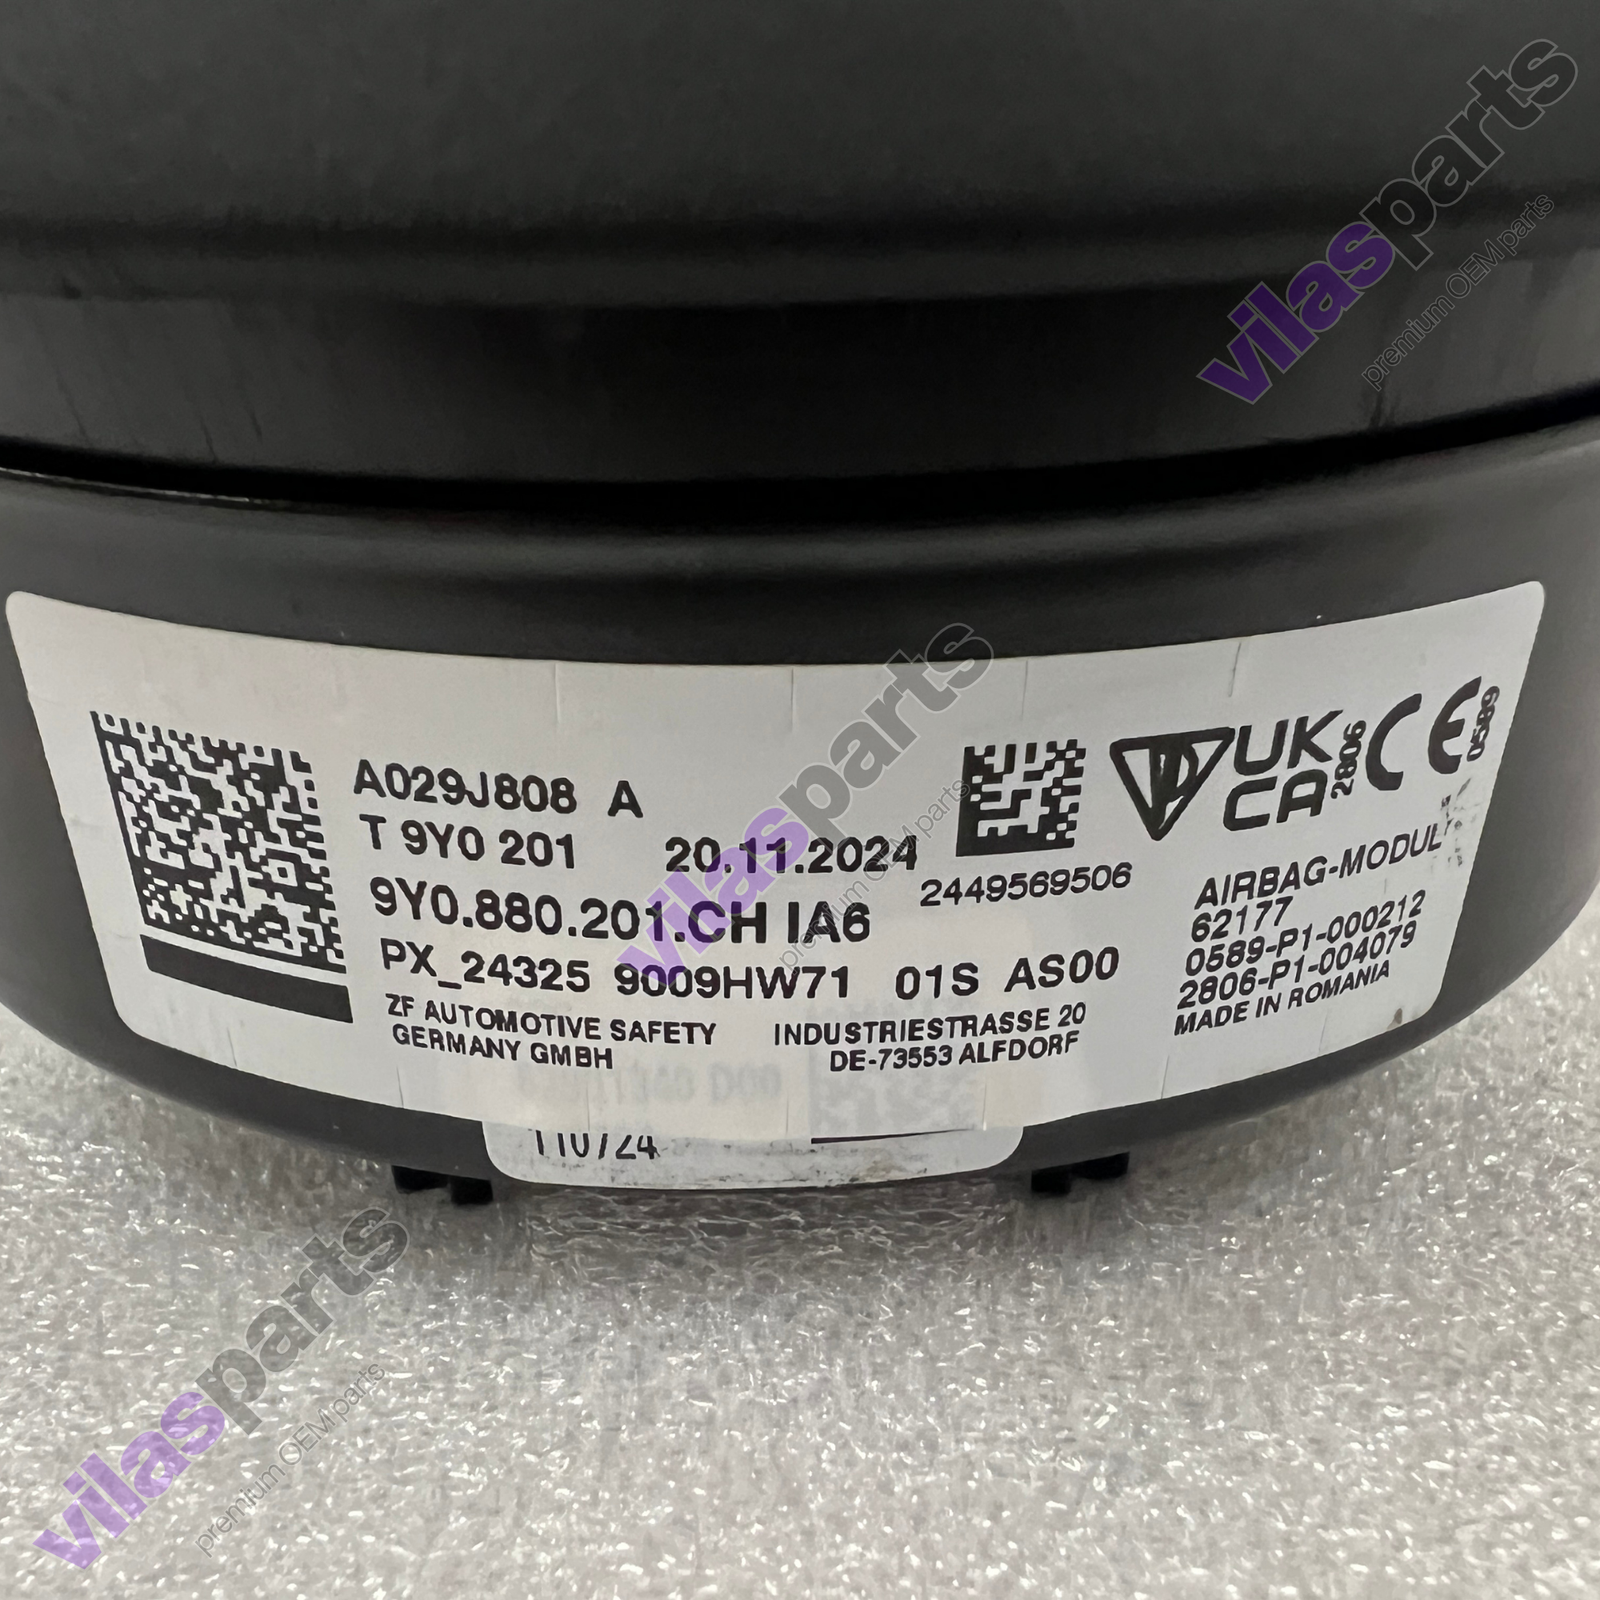 vilasparts
premium OEM parts
A029J808 A
T 9Y0 201 20.11.2024
9Y0.880.201.CH IA6
PX_24325 9009HW71 01S AS00
ZF AUTOMOTIVE SAFETY
GERMANY GMBH
INDUSTRIESTRASSE 20
DE-73553 ALFDORF
2449569506
UK
CA
2806
CE
0589
AIRBAG-MODUL
62177
0589-P1-000212
2806-P1-004079
MADE IN ROMANIA
vilasparts
premium OEM parts
vilasparts
premium OEM parts